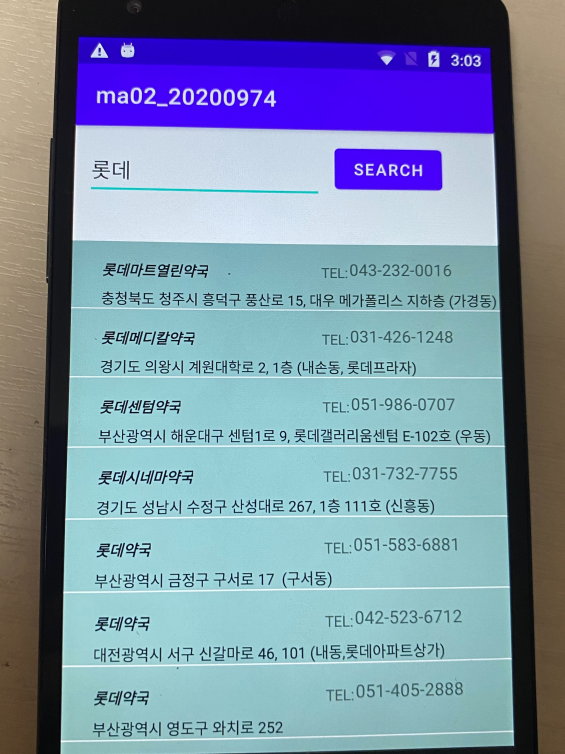 3:03
ma02_20200974
롯데
SEARCH
롯데마트열린약국 TEL:043-232-0016
충청북도 청주시 흥덕구 풍산로 15, 대우 메가폴리스 지하층 (가경동)
롯데메디칼약국 TEL:031-426-1248
경기도 의왕시 계원대학로 2, 1층 (내손동, 롯데프라자)
롯데센텀약국 TEL:051-986-0707
부산광역시 해운대구 센텀1로 9, 롯데갤러리움센텀 E-102호 (우동)
롯데시네마약국 TEL:031-732-7755
경기도 성남시 수정구 산성대로 267, 1층 111호 (신흥동)
롯데약국 TEL:051-583-6881
부산광역시 금정구 구서로 17 (구서동)
롯데약국 TEL:042-523-6712
대전광역시 서구 신갈마로 46, 101 (내동,롯데아파트상가)
롯데약국 TEL:051-405-2888
부산광역시 영도구 와치로 252